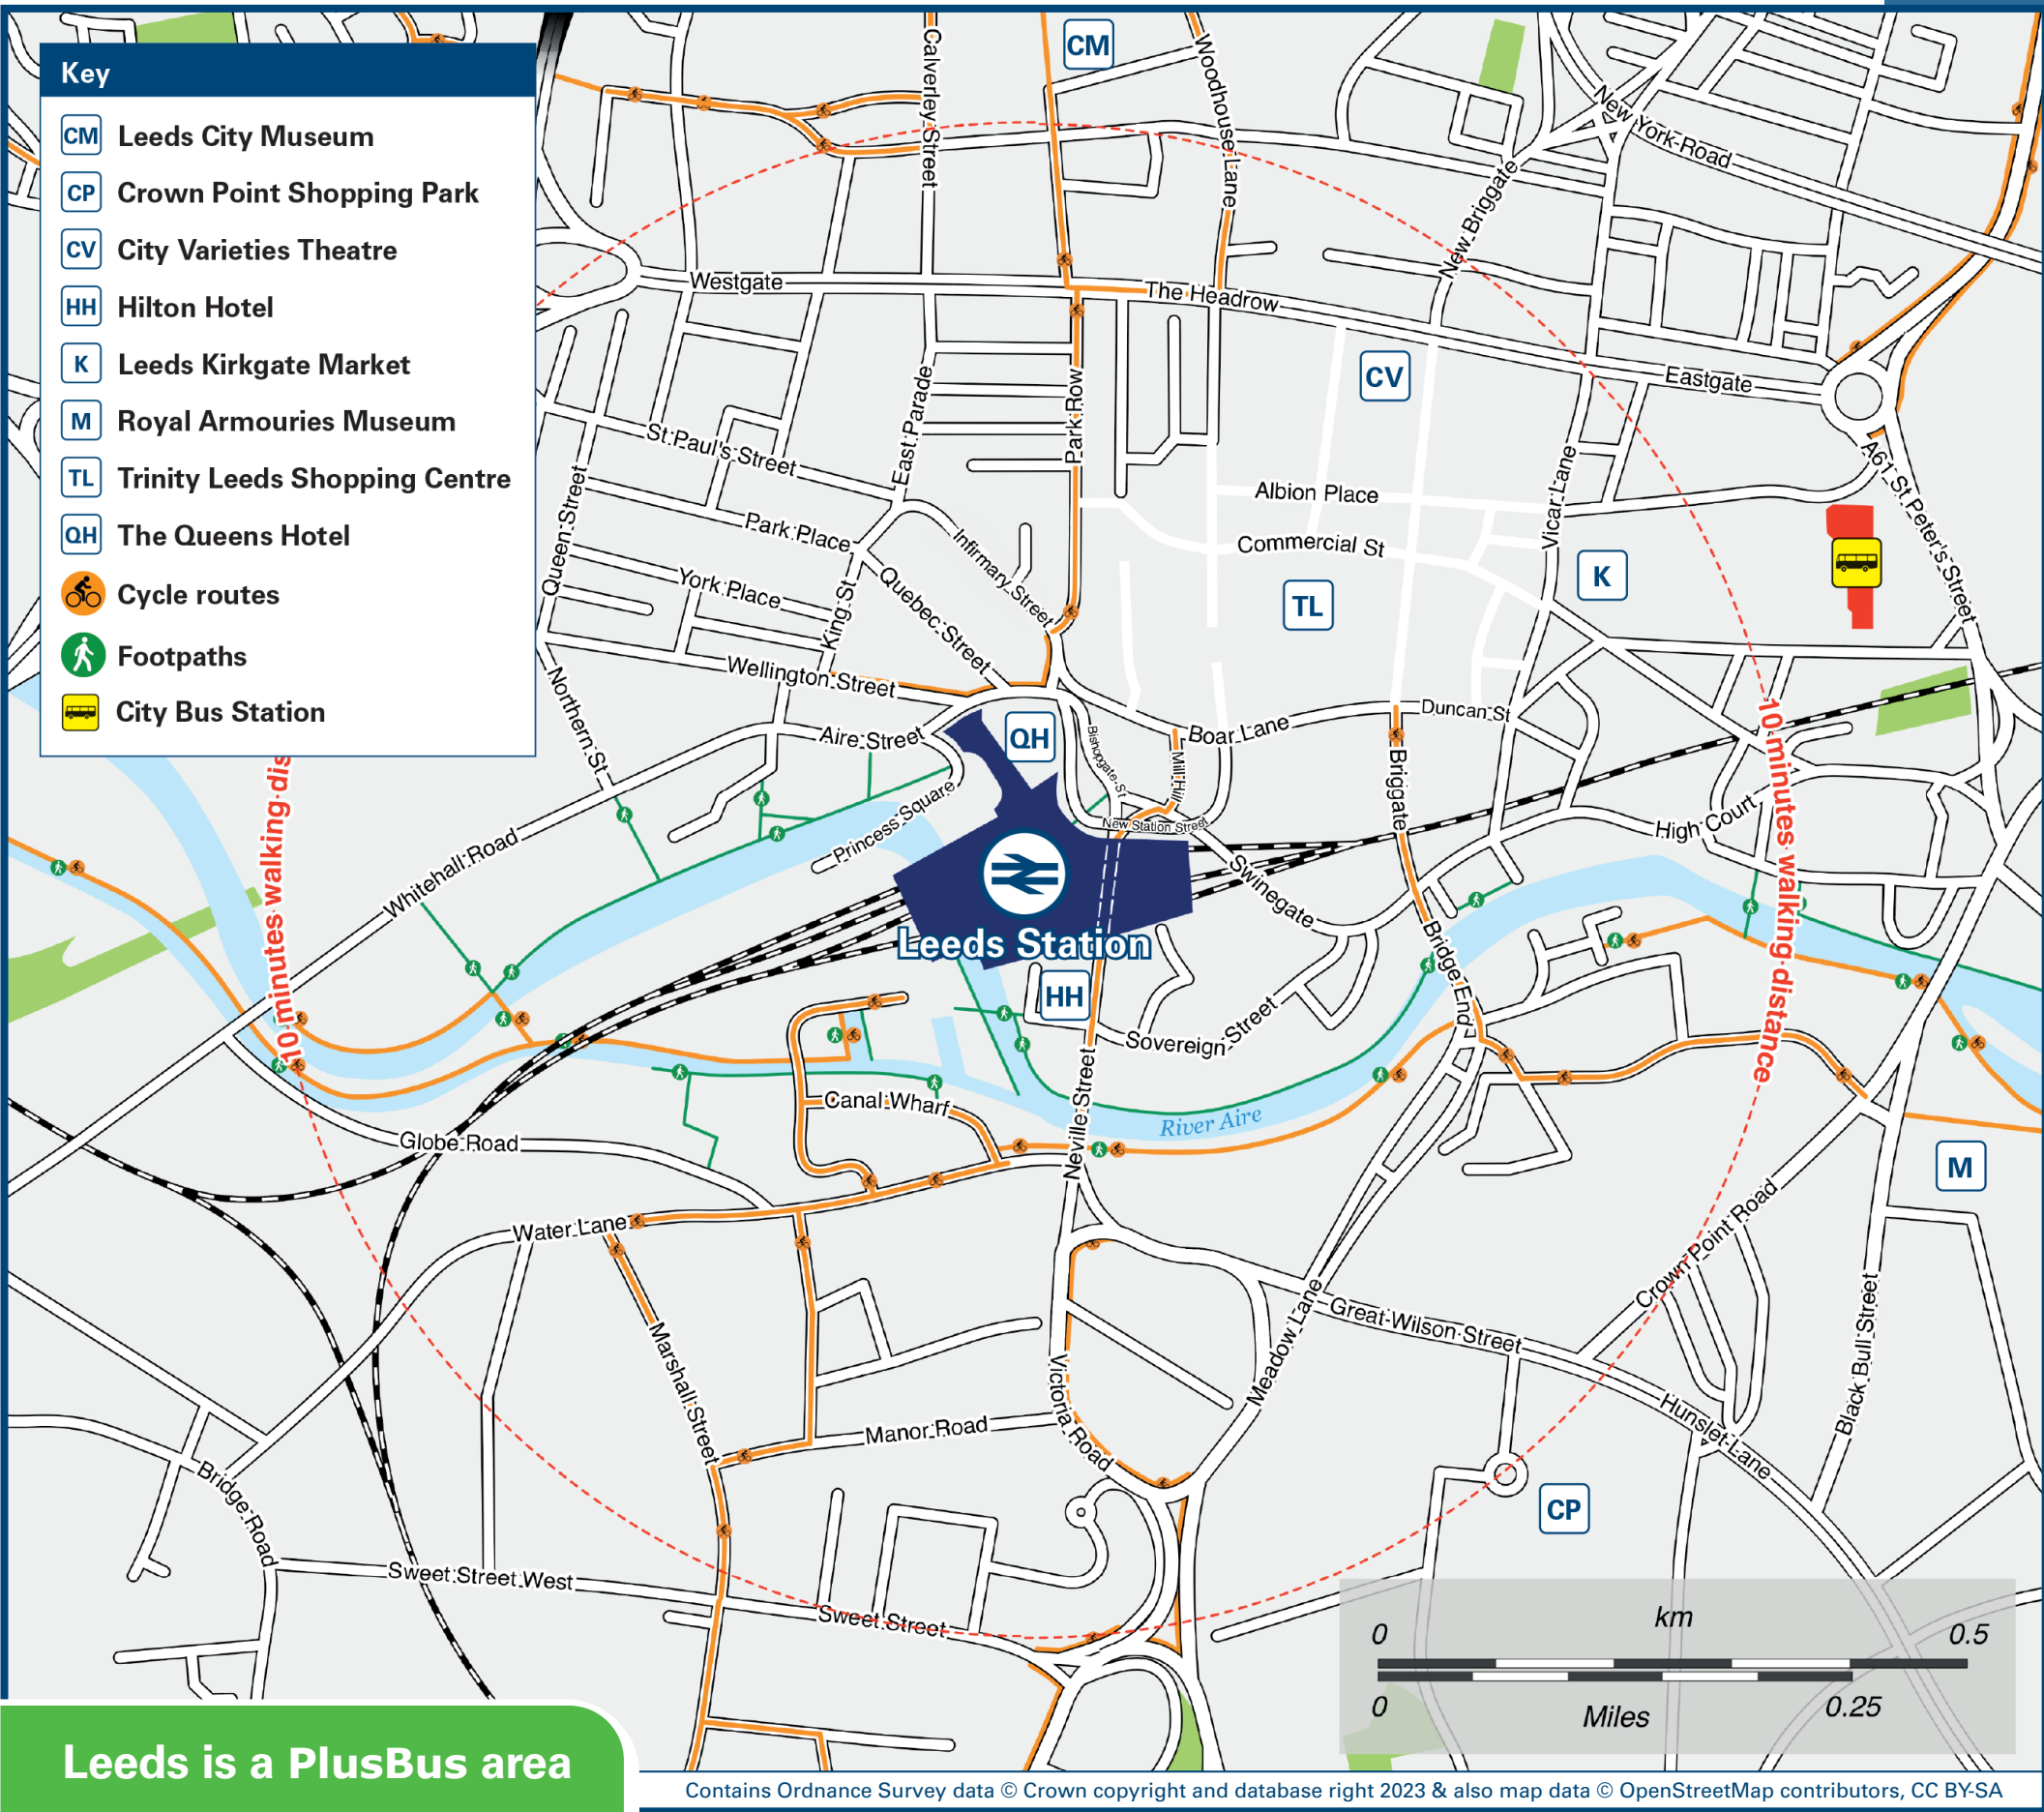 Key
CM Leeds City Museum
CP Crown Point Shopping Park
CV City Varieties Theatre
HH Hilton Hotel
K Leeds Kirkgate Market
M Royal Armouries Museum
TL Trinity Leeds Shopping Centre
QH The Queens Hotel
Cycle routes
Footpaths
City Bus Station
CM
Calverley Street
Woodhouse Lane
New York Road
New Briggate
Westgate
The Headrow
Eastgate
CV
East Parade
Park Row
St Paul's Street
Albion Place
Vicar Lane
A61 St Peter's Street
Queen Street
Park Place
Infirmary Street
Commercial St
K
York Place
King St
Quebec Street
TL
Wellington Street
Northern St
Aire Street
QH
Bishopgate St
Boar Lane
Mill Hill
Duncan St
Briggate
Princess Square
New Station Street
High Court
10 minutes walking dis
10 minutes walking distance
Whitehall Road
Swinegate
Leeds Station
HH
Bridge End
Sovereign Street
Canal Wharf
Neville Street
River Aire
Globe Road
M
Water Lane
Crown Point Road
Marshall Street
Meadow Lane
Great Wilson Street
Victoria Road
Black Bull Street
Hunslet Lane
Manor Road
Bridge Road
CP
Sweet Street West
Sweet Street
km
0 0.5
0 0.25
Miles
Leeds is a PlusBus area
Contains Ordnance Survey data © Crown copyright and database right 2023 & also map data © OpenStreetMap contributors, CC BY-SA